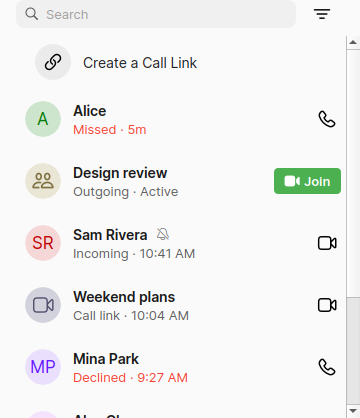 Search
Create a Call Link
A
Alice
Missed · 5m
Design review
Outgoing · Active
Join
SR
Sam Rivera
Incoming · 10:41 AM
Weekend plans
Call link · 10:04 AM
MP
Mina Park
Declined · 9:27 AM